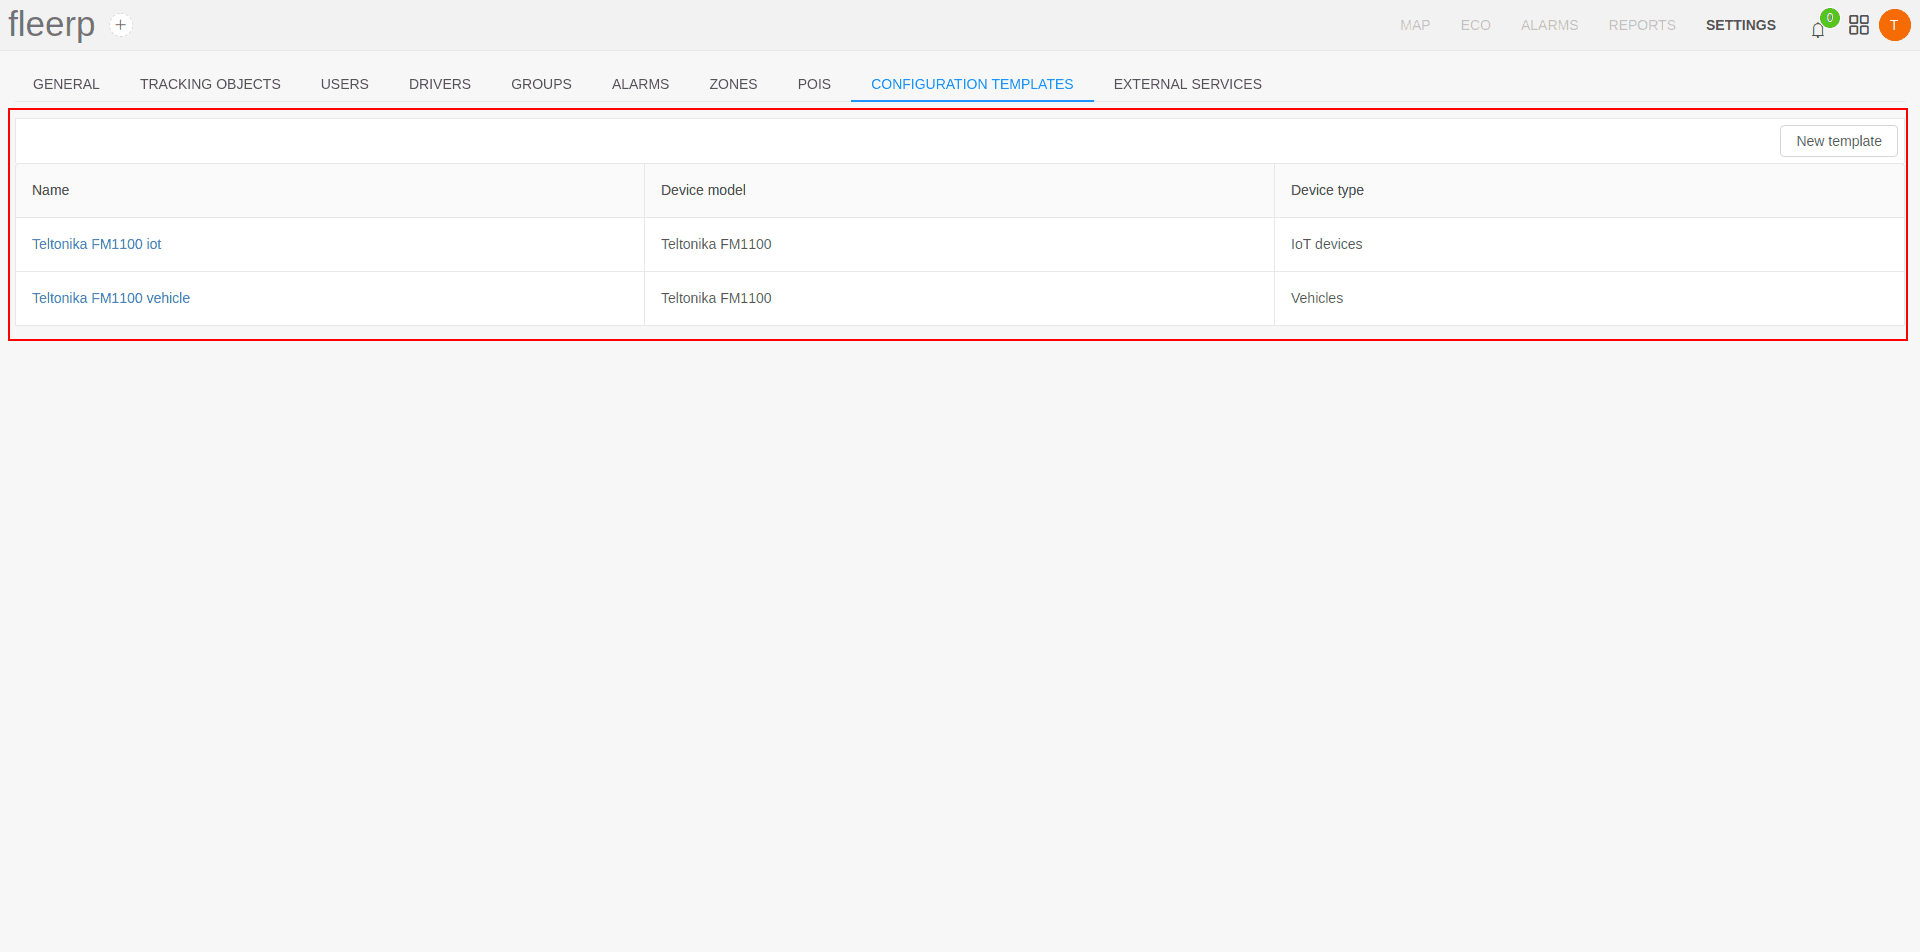 fleerp +
MAP ECO ALARMS REPORTS SETTINGS 0 T
GENERAL TRACKING OBJECTS USERS DRIVERS GROUPS ALARMS ZONES POIS CONFIGURATION TEMPLATES EXTERNAL SERVICES
New template
Name Device model Device type
Teltonika FM1100 iot Teltonika FM1100 IoT devices
Teltonika FM1100 vehicle Teltonika FM1100 Vehicles